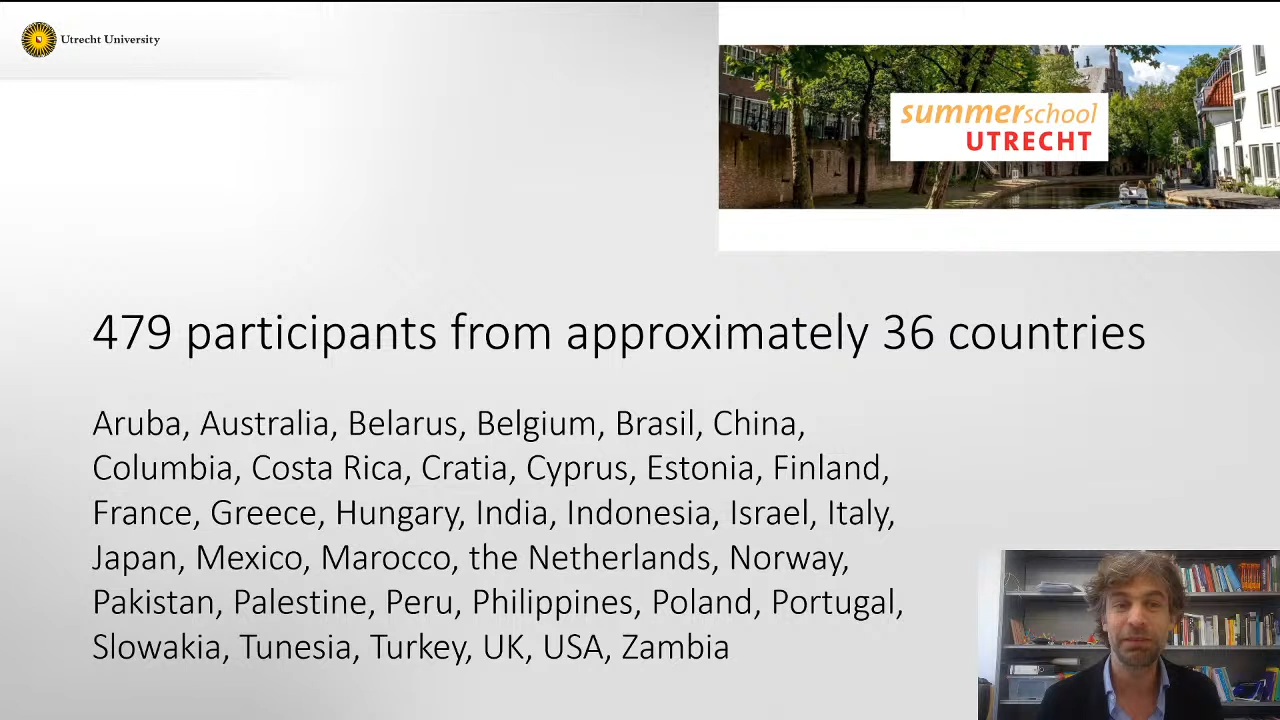 Utrecht University
summerschool
UTRECHT
479 participants from approximately 36 countries
Aruba, Australia, Belarus, Belgium, Brasil, China,
Columbia, Costa Rica, Cratia, Cyprus, Estonia, Finland,
France, Greece, Hungary, India, Indonesia, Israel, Italy,
Japan, Mexico, Marocco, the Netherlands, Norway,
Pakistan, Palestine, Peru, Philippines, Poland, Portugal,
Slowakia, Tunesia, Turkey, UK, USA, Zambia